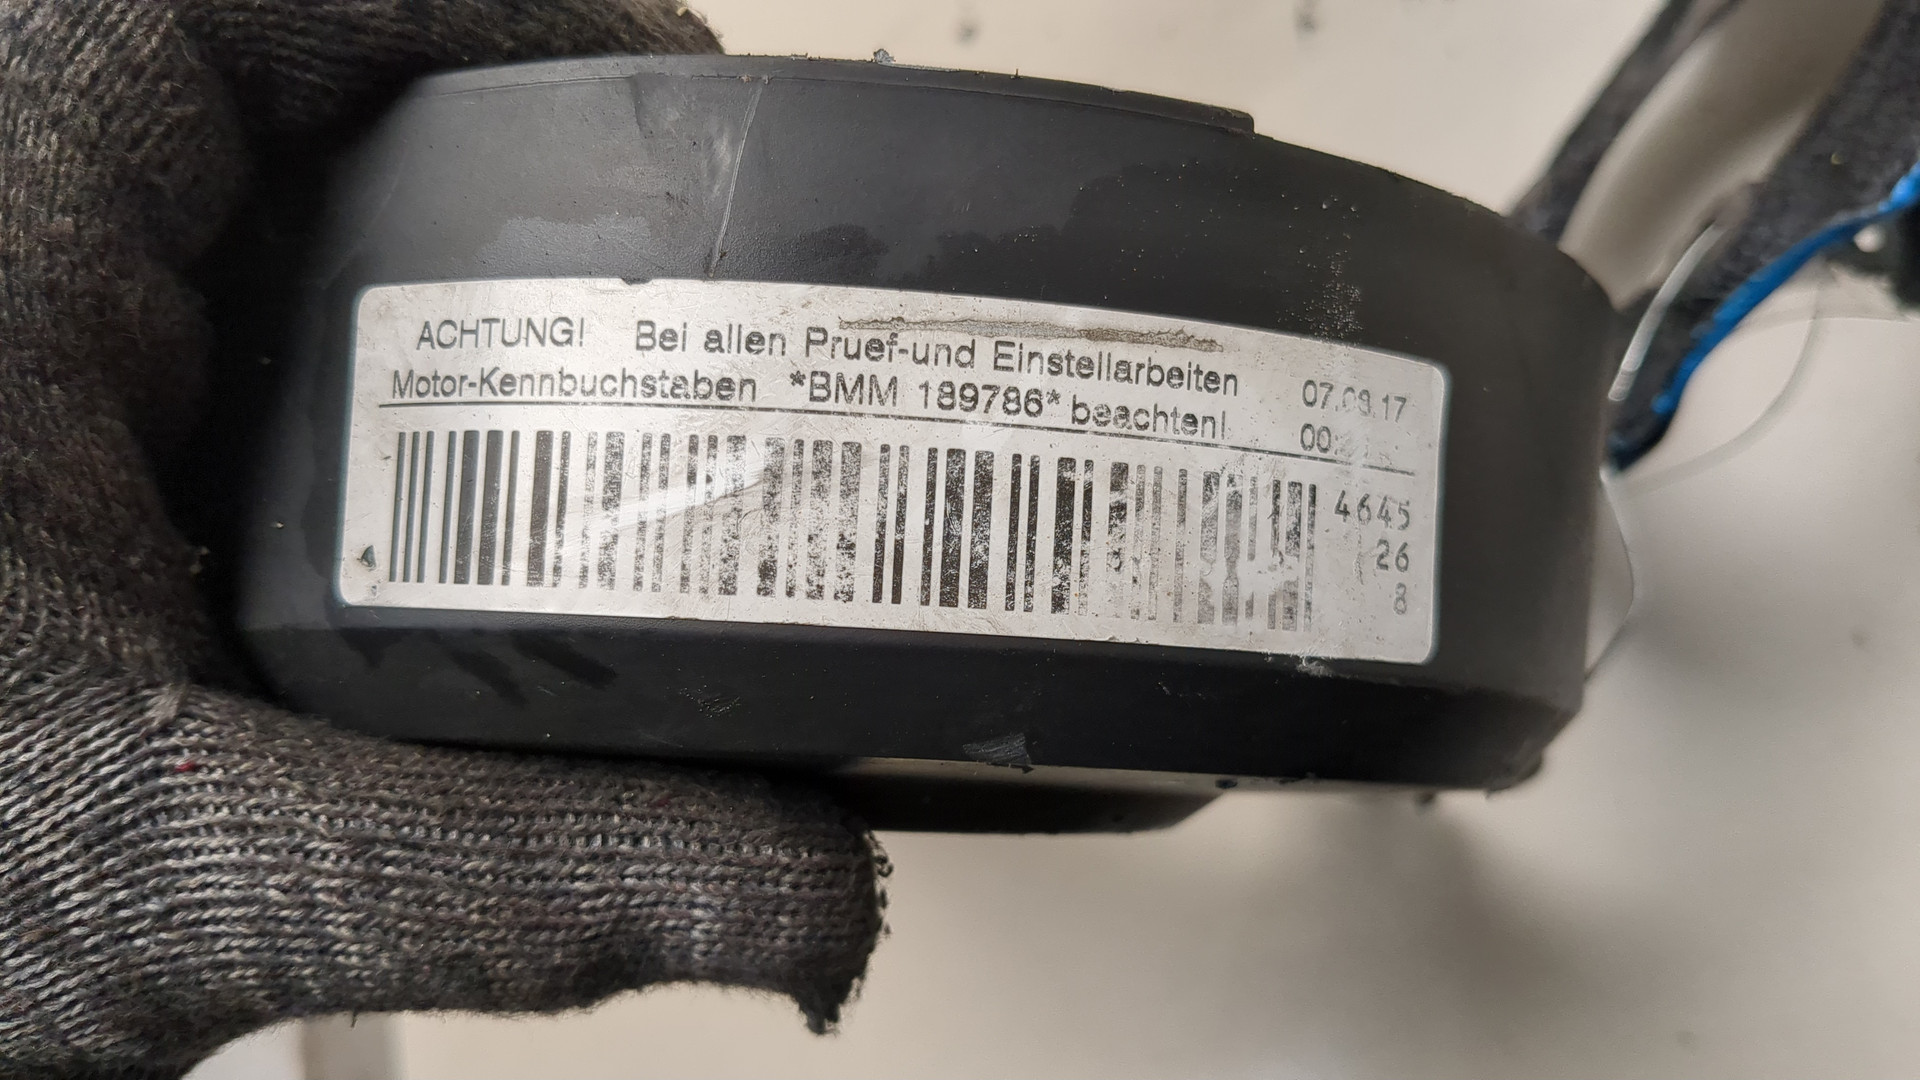 ACHTUNG! Bei allen Pruef-und Einstellarbeiten
Motor-Kennbuchstaben *BMM 189786* beachten!
4645
26
8